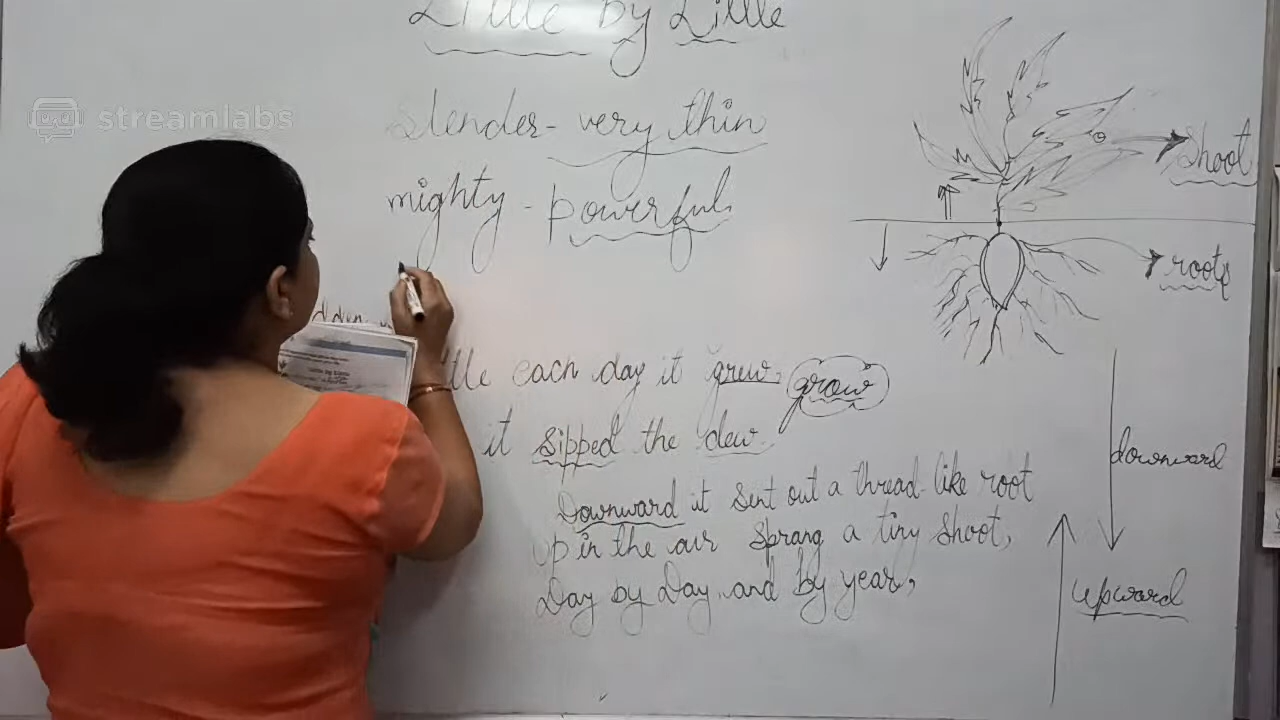 streamlabs
Little by Little
slender - very thin
mighty - powerful
Shoot
roots
each day it grew, grow
it sipped the dew.
Downward it sent out a thread-like root
up in the air sprang a tiny shoot,
Day by Day, and by year,
downward
upward